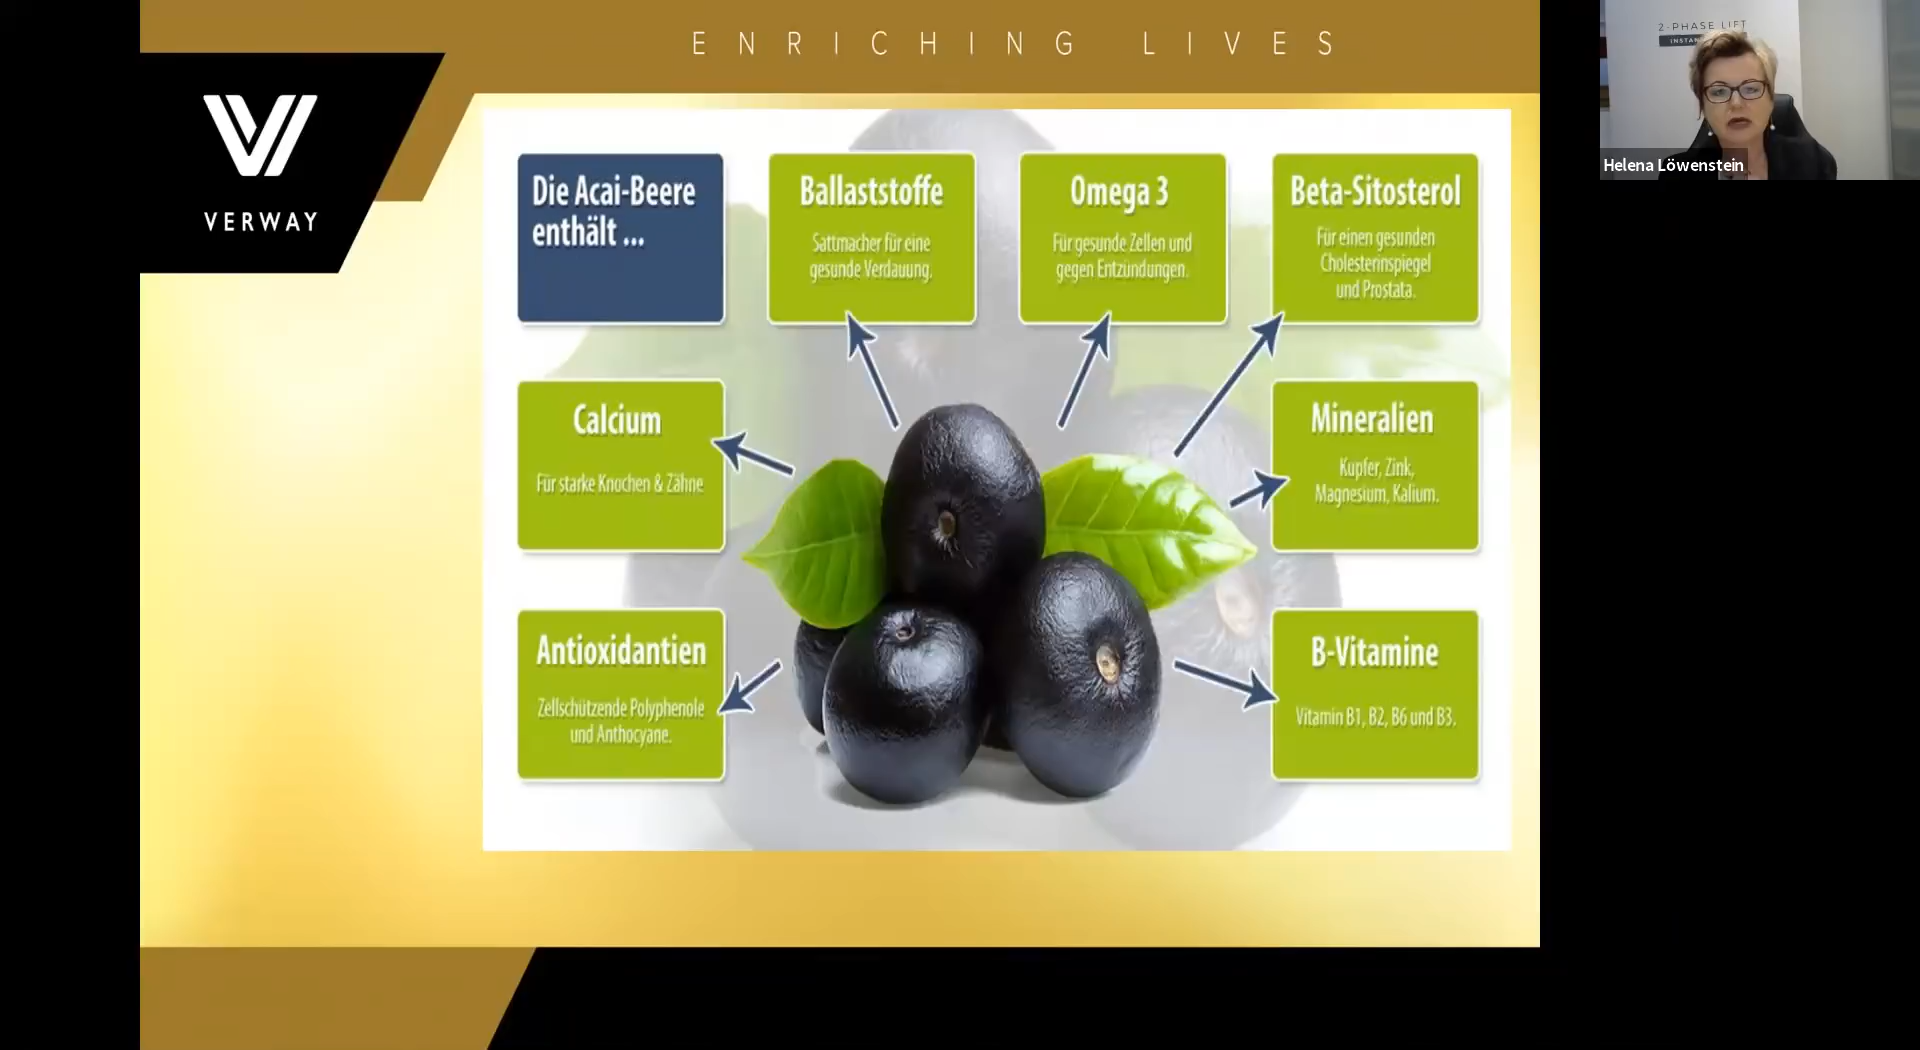 ENRICHING LIVES
VERWAY
Die Acai-Beere
enthält ...
Ballaststoffe
Sattmacher für eine
gesunde Verdauung.
Omega 3
Für gesunde Zellen und
gegen Entzündungen.
Beta-Sitosterol
Für einen gesunden
Cholesterinspiegel
und Prostata.
Calcium
Für starke Knochen & Zähne
Mineralien
Kupfer, Zink,
Magnesium, Kalium.
Antioxidantien
Zellschützende Polyphenole
und Anthocyane.
B-Vitamine
Vitamin B1, B2, B6 und B3.
2-PHASE LIFT
Helena Löwenstein